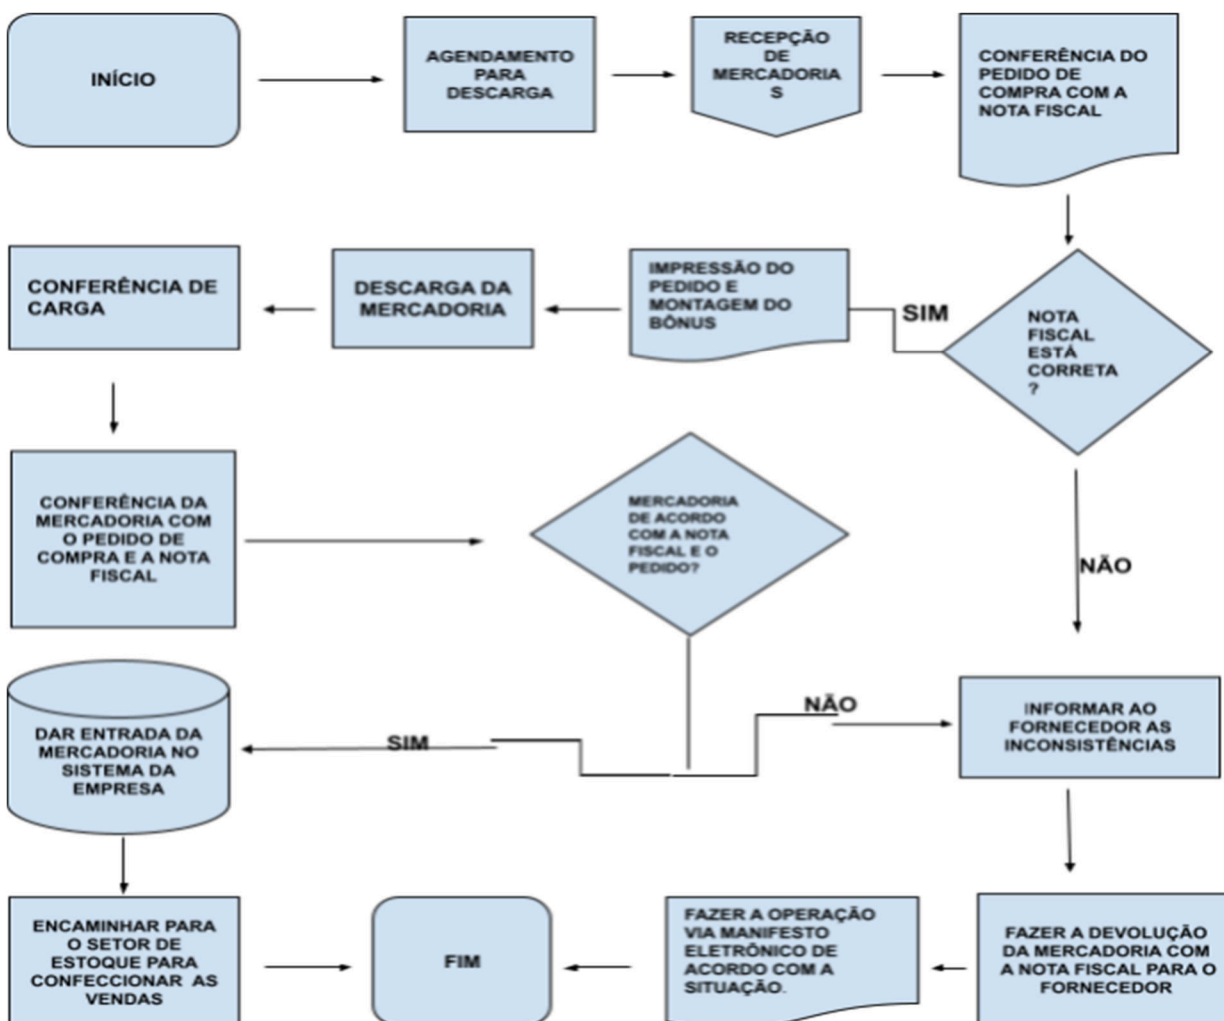 INÍCIO
AGENDAMENTO
PARA
DESCARGA
RECEPÇÃO
DE
MERCADORIA
S
CONFERÊNCIA DO
PEDIDO DE
COMPRA COM A
NOTA FISCAL
CONFERÊNCIA DE
CARGA
DESCARGA DA
MERCADORIA
IMPRESSÃO DO
PEDIDO E
MONTAGEM DO
BÔNUS
SIM
NOTA
FISCAL
ESTÁ
CORRETA
?
CONFERÊNCIA DA
MERCADORIA COM
O PEDIDO DE
COMPRA E A NOTA
FISCAL
MERCADORIA
DE ACORDO
COM A NOTA
FISCAL E O
PEDIDO?
NÃO
DAR ENTRADA DA
MERCADORIA NO
SISTEMA DA
EMPRESA
SIM
NÃO
INFORMAR AO
FORNECEDOR AS
INCONSISTÊNCIAS
ENCAMINHAR PARA
O SETOR DE
ESTOQUE PARA
CONFECCIONAR AS
VENDAS
FIM
FAZER A OPERAÇÃO
VIA MANIFESTO
ELETRÔNICO DE
ACORDO COM A
SITUAÇÃO.
FAZER A DEVOLUÇÃO
DA MERCADORIA COM
A NOTA FISCAL PARA O
FORNECEDOR